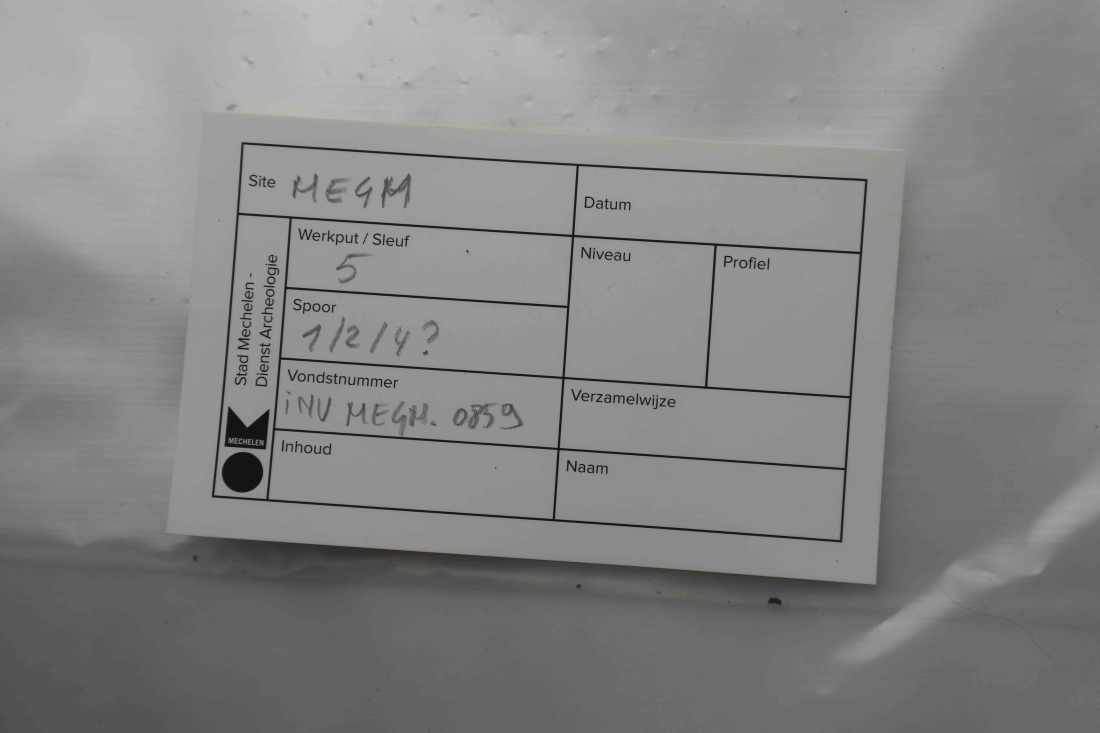 Site MEGM
Datum
Stad Mechelen -
Dienst Archeologie
MECHELEN
Werkput / Sleuf
5
Niveau
Profiel
Spoor
1/2/4?
Vondstnummer
iNV MEGM. 0859
Verzamelwijze
Inhoud
Naam